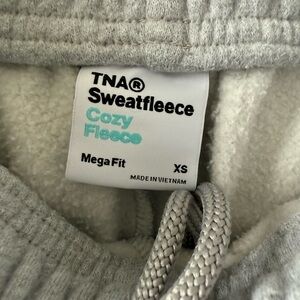 TNA®
Sweatfleece
Cozy
Fleece
Mega Fit XS
MADE IN VIETNAM